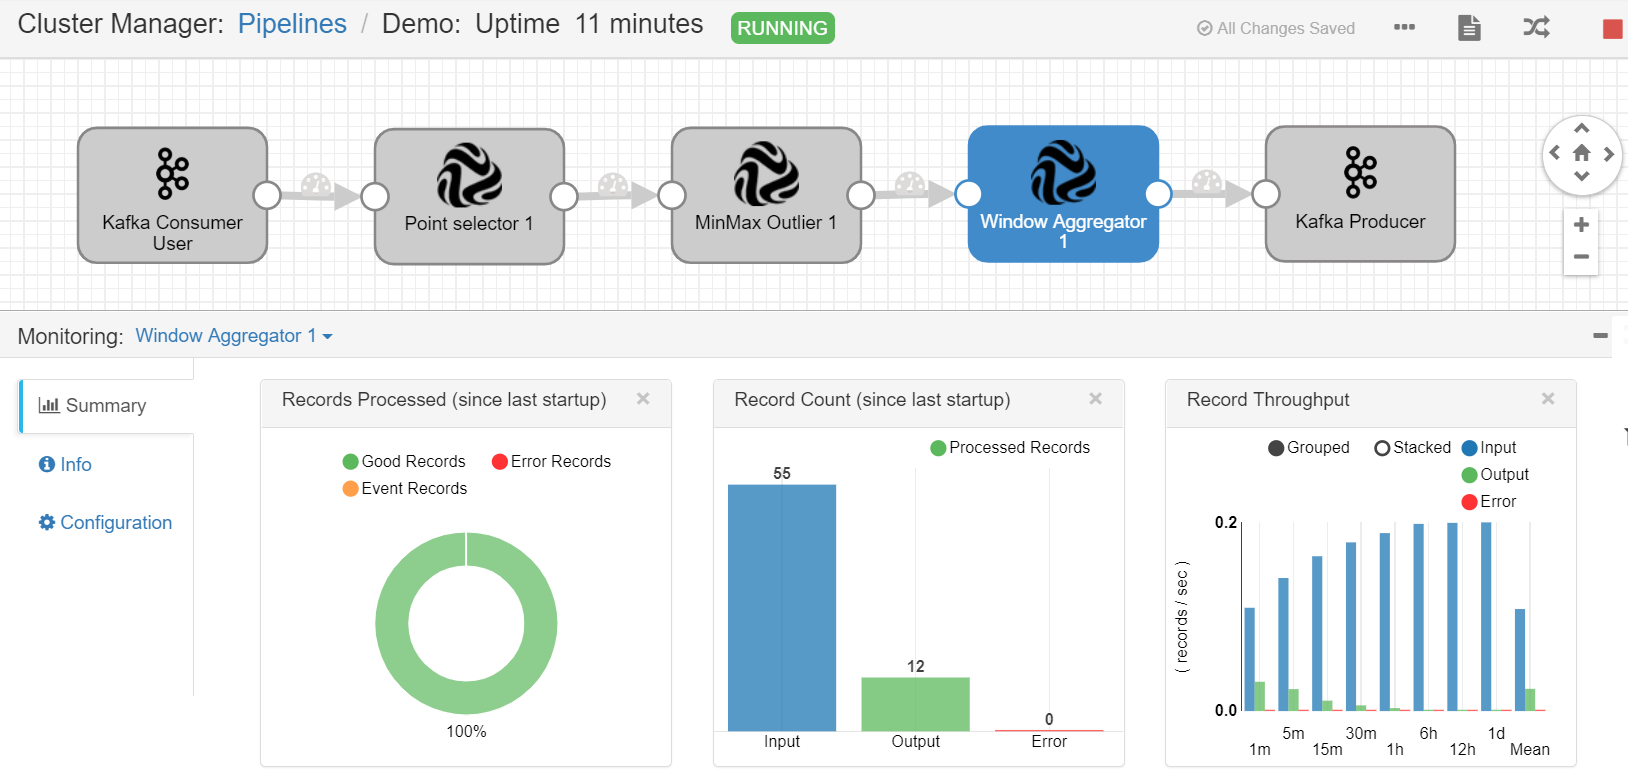 Cluster Manager: Pipelines / Demo: Uptime 11 minutes RUNNING
All Changes Saved
Kafka Consumer
User
Point selector 1
MinMax Outlier 1
Window Aggregator
1
Kafka Producer
Monitoring: Window Aggregator 1
Summary
Info
Configuration
Records Processed (since last startup)
Good Records Error Records
Event Records
100%
Record Count (since last startup)
Processed Records
55
12
0
Input Output Error
Record Throughput
Grouped Stacked Input
Output
Error
0.2
( records / sec )
0.0
5m 30m 6h 1d
1m 15m 1h 12h Mean